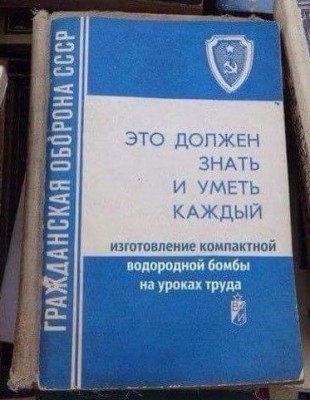 ГРАЖДАНСКАЯ ОБОРОНА СССР
ЭТО ДОЛЖЕН
ЗНАТЬ
И УМЕТЬ
КАЖДЫЙ
изготовление компактной
водородной бомбы
на уроках труда